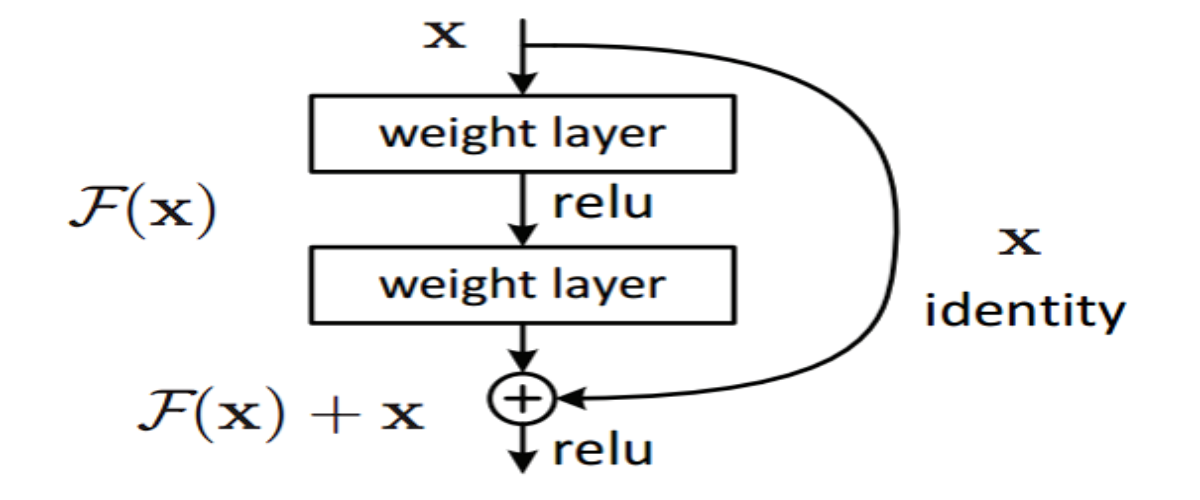 x
weight layer
relu
F(x)
weight layer
x
identity
F(x) + x
+
relu